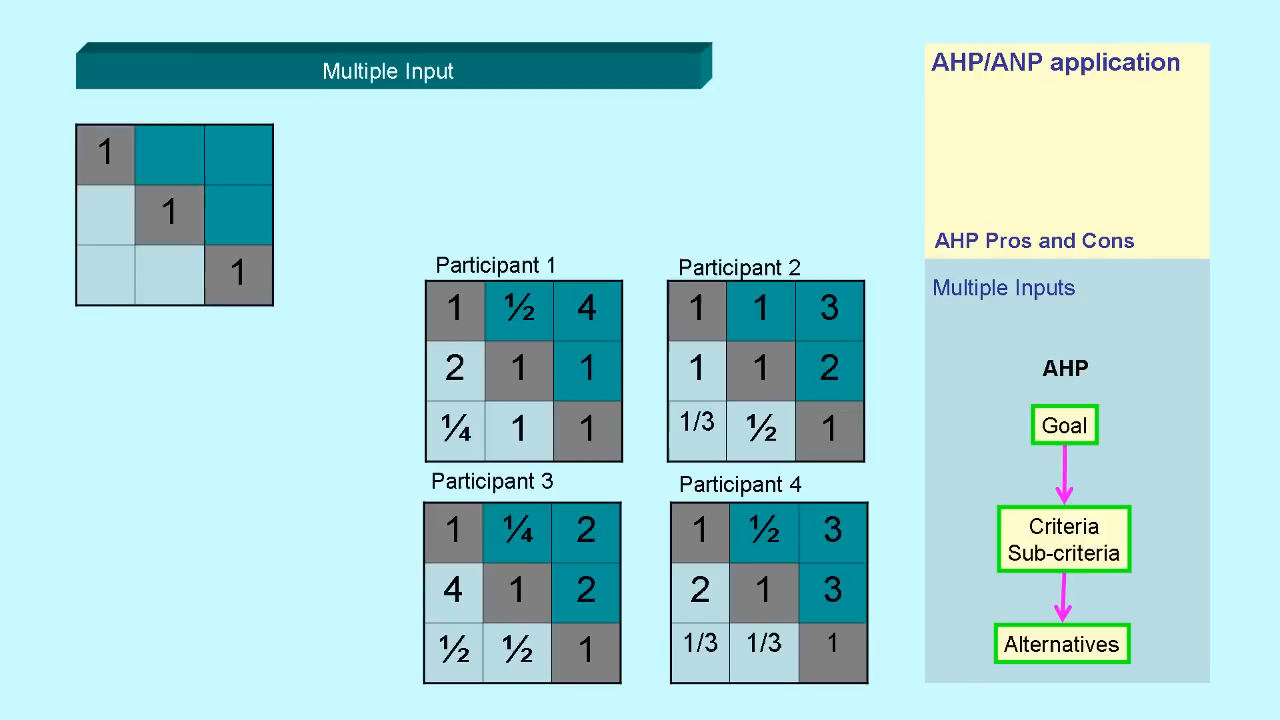 Multiple Input
1
1
1
Participant 1
1 ½ 4
2 1 1
¼ 1 1
Participant 2
1 1 3
1 1 2
1/3 ½ 1
Participant 3
1 ¼ 2
4 1 2
½ ½ 1
Participant 4
1 ½ 3
2 1 3
1/3 1/3 1
AHP/ANP application
AHP Pros and Cons
Multiple Inputs
AHP
Goal
Criteria
Sub-criteria
Alternatives